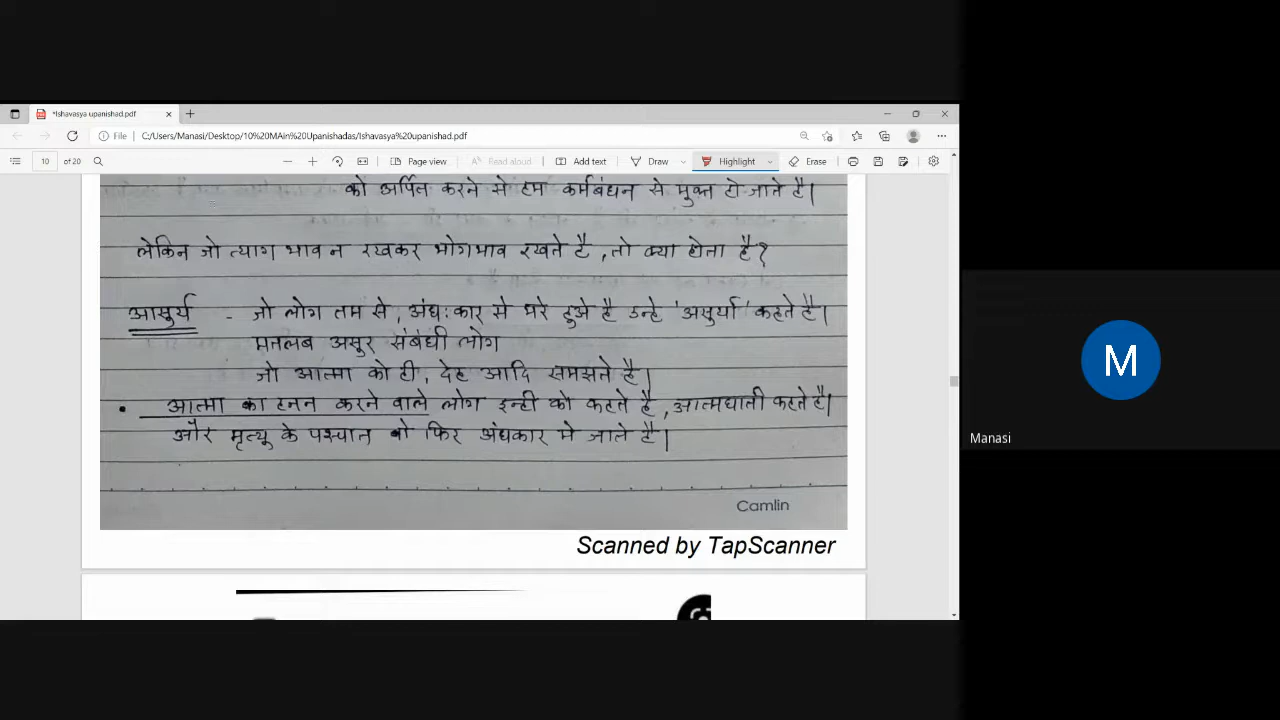 *Ishavasya upanishad.pdf
File C:/Users/Manasi/Desktop/10%20MAin%20Upanishadas/Ishavasya%20upanishad.pdf
10 of 20 Page view Read aloud Add text Draw Highlight Erase
को अर्पित करने से हम कर्मबंधन से मुक्त हो जाते है।
लेकिन जो त्याग भाव न रखकर भोगभाव रखते है, तो क्या होता है?
आसुर्य - जो लोग तम से, अंधःकार से भरे हुअे है उन्हे 'असुर्या' कहते है।
मतलब असुर संबंधी लोग
जो आत्मा को ही, देह आदि समझते है।
• आत्मा का हनन करने वाले लोग इन्ही को कहते है, आत्मघाती कहते है।
और मृत्यू के पश्चात वो फिर अंधकार मे जाते है।
Camlin
Scanned by TapScanner
M
Manasi